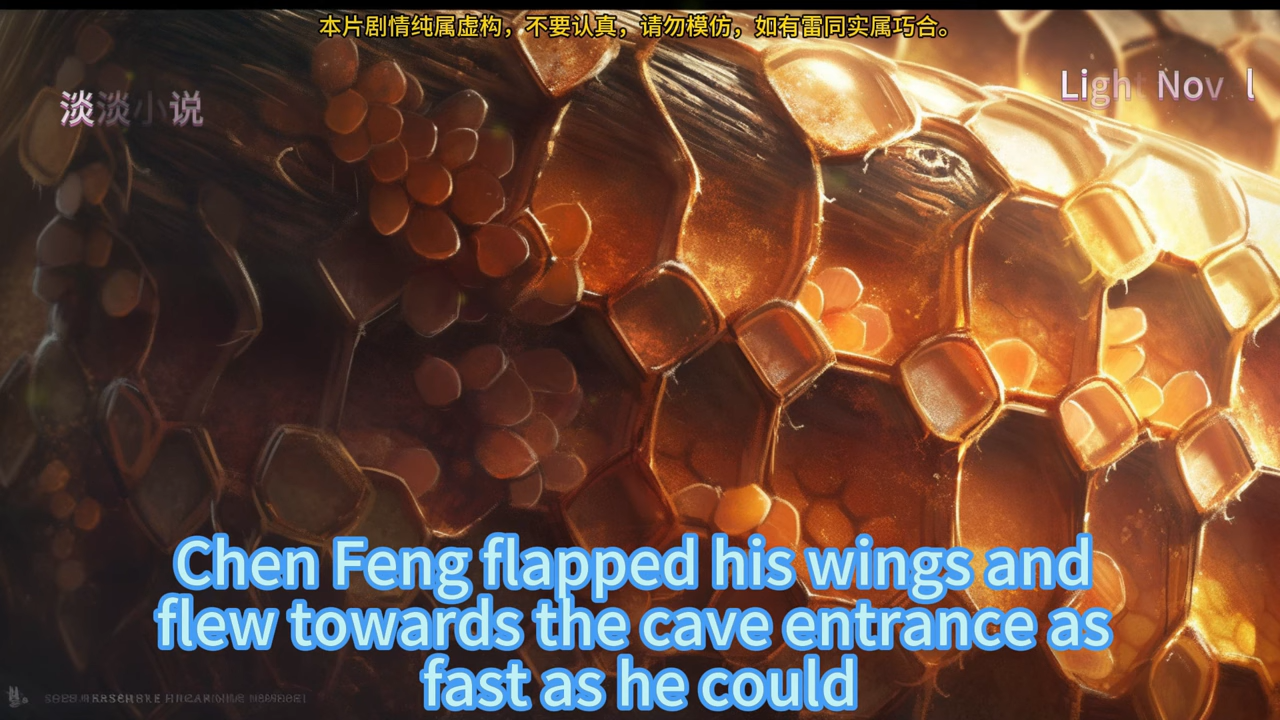 本片剧情纯属虚构，不要认真，请勿模仿，如有雷同实属巧合。
淡淡小说
Light Nov l
Chen Feng flapped his wings and
flew towards the cave entrance as
fast as he could